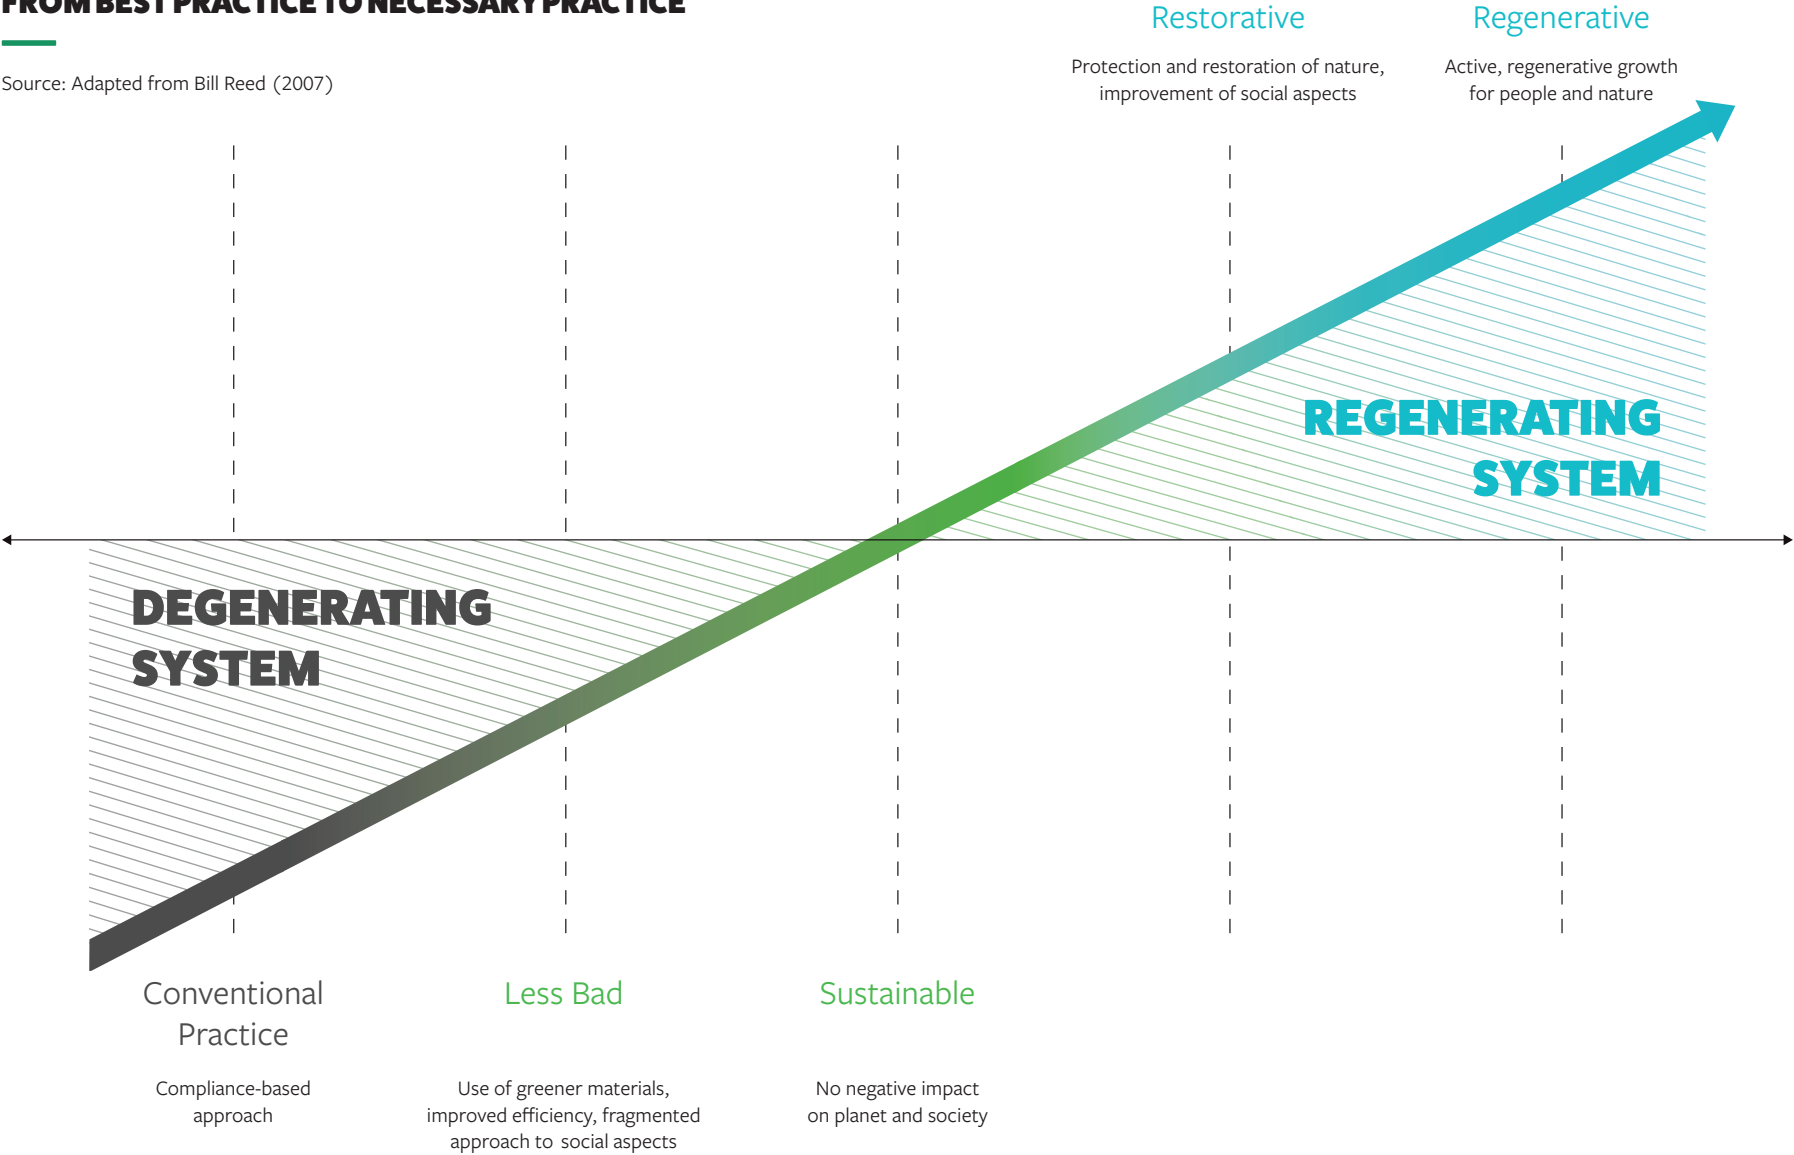 FROM BEST PRACTICE TO NECESSARY PRACTICE
Source: Adapted from Bill Reed (2007)
Restorative
Protection and restoration of nature,
improvement of social aspects
Regenerative
Active, regenerative growth
for people and nature
REGENERATING
SYSTEM
DEGENERATING
SYSTEM
Conventional
Practice
Compliance-based
approach
Less Bad
Use of greener materials,
improved efficiency, fragmented
approach to social aspects
Sustainable
No negative impact
on planet and society